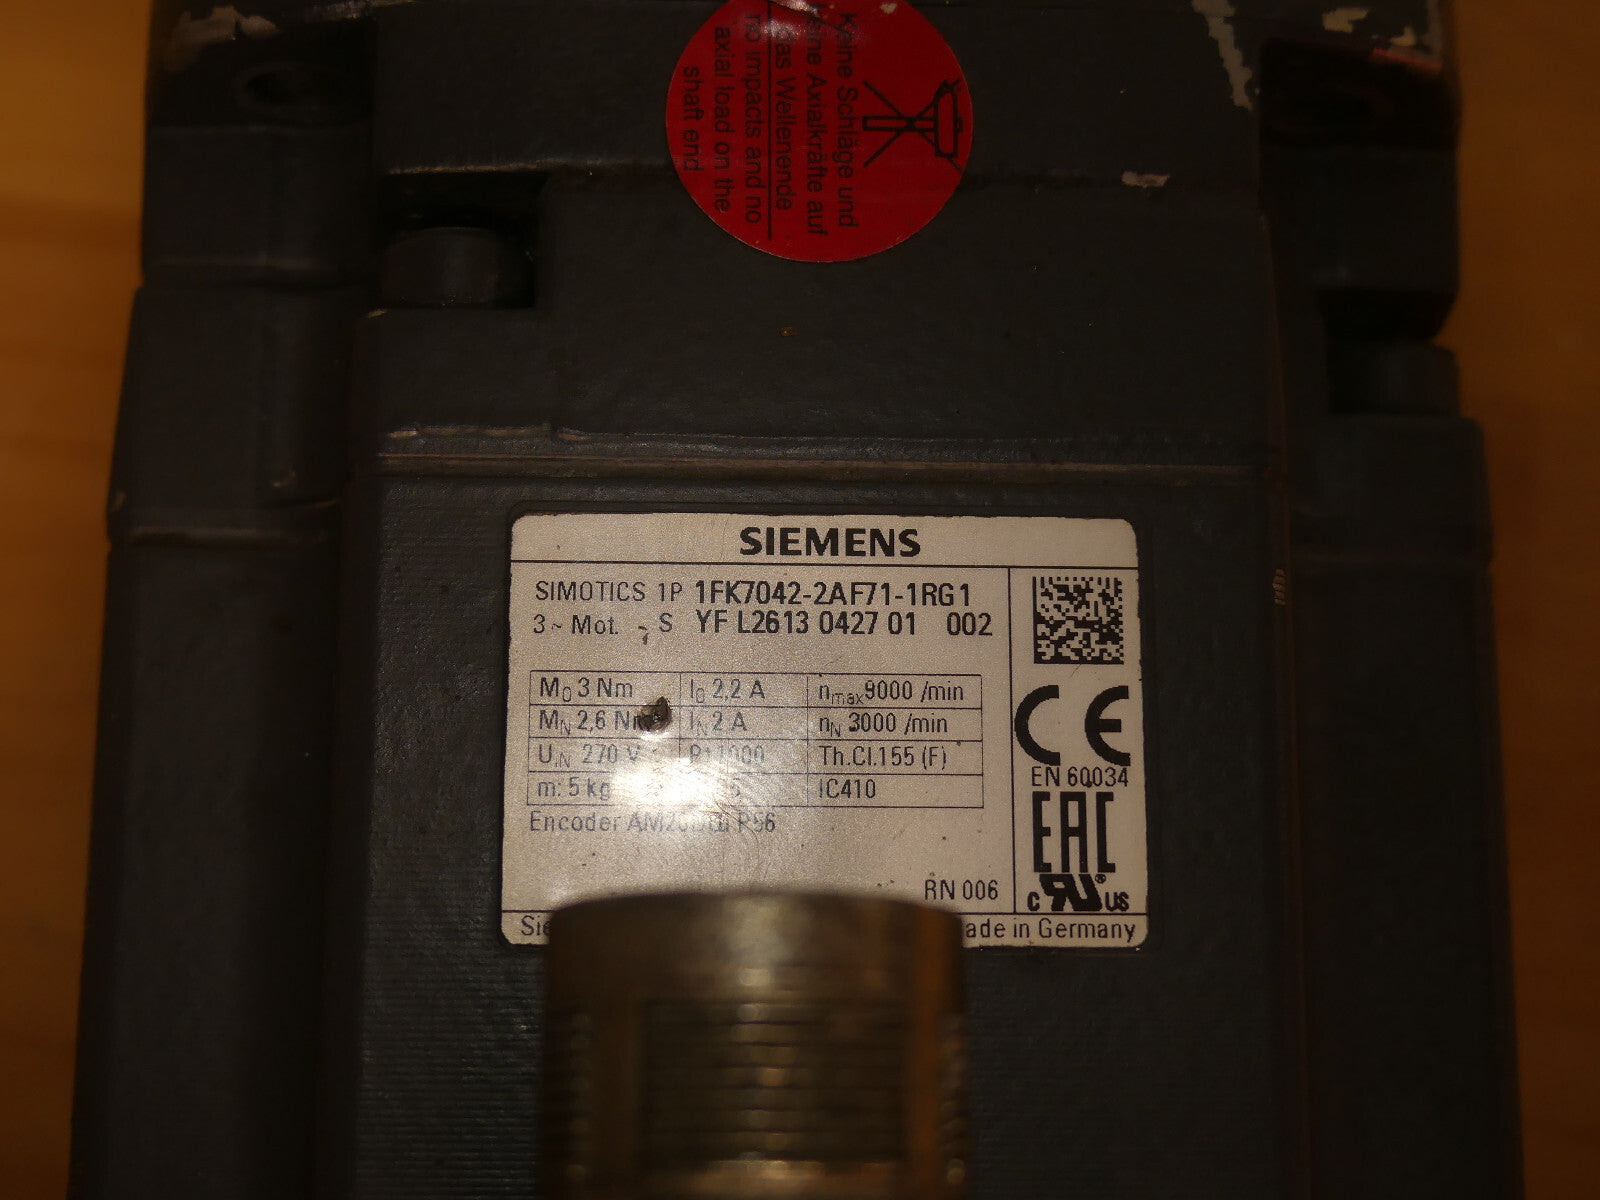 Keine Schläge und
keine Axialkräfte auf
das Wellenende
no impacts and no
axial load on the
shaft end
SIEMENS
SIMOTICS 1P 1FK7042-2AF71-1RG1
3 ~ Mot. S YF L2613 0427 01 002
M0 3 Nm I0 2,2 A nmax 9000 /min
MN 2,6 Nm IN 2 A nN 3000 /min
UIN 270 V Th.Cl.155 (F)
m: 5 kg IC410
Encoder
RN 006
CE
EN 60034
EAC
c RU ® US
Made in Germany